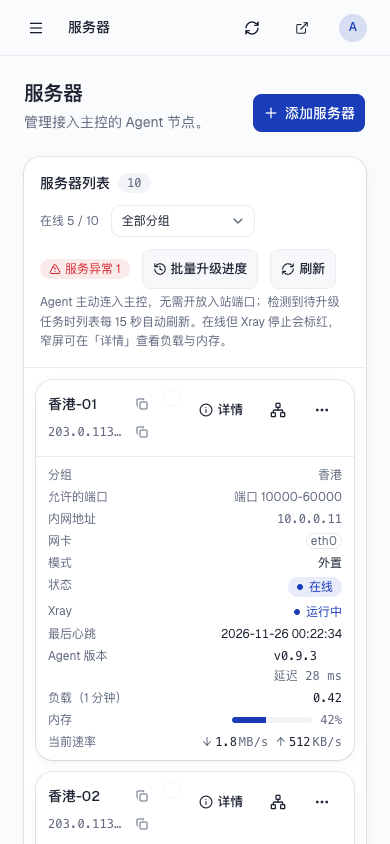 服务器
A
服务器
管理接入主控的 Agent 节点。
添加服务器
服务器列表 10
在线 5 / 10 全部分组
服务异常 1 批量升级进度 刷新
Agent 主动连入主控，无需开放入站端口；检测到待升级
任务时列表每 15 秒自动刷新。在线但 Xray 停止会标红，
窄屏可在「详情」查看负载与内存。
香港-01 详情
203.0.113…
分组 香港
允许的端口 端口 10000-60000
内网地址 10.0.0.11
网卡 eth0
模式 外置
状态 在线
Xray 运行中
最后心跳 2026-11-26 00:22:34
Agent 版本 v0.9.3
延迟 28 ms
负载（1 分钟） 0.42
内存 42%
当前速率 ↓ 1.8 MB/s ↑ 512 KB/s
香港-02 详情
203.0.113…